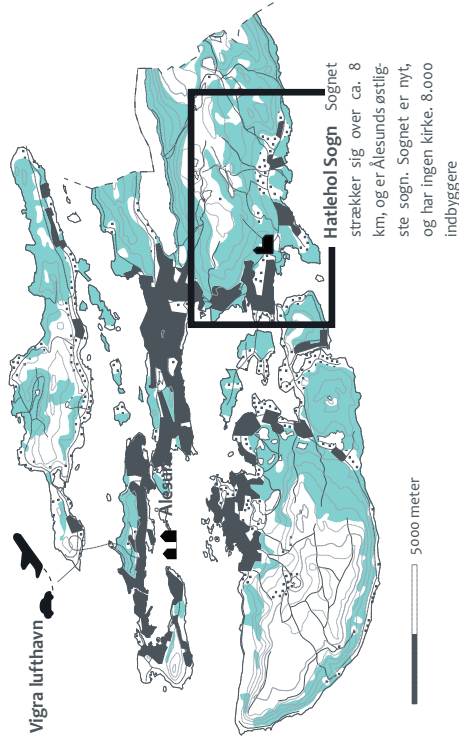 Vigra lufthavn
Ålesund
Hatlehol Sogn Sognet
strækker sig over ca. 8
km, og er Ålesunds østlig-
ste sogn. Sognet er nyt,
og har ingen kirke. 8.000
indbyggere
5000 meter